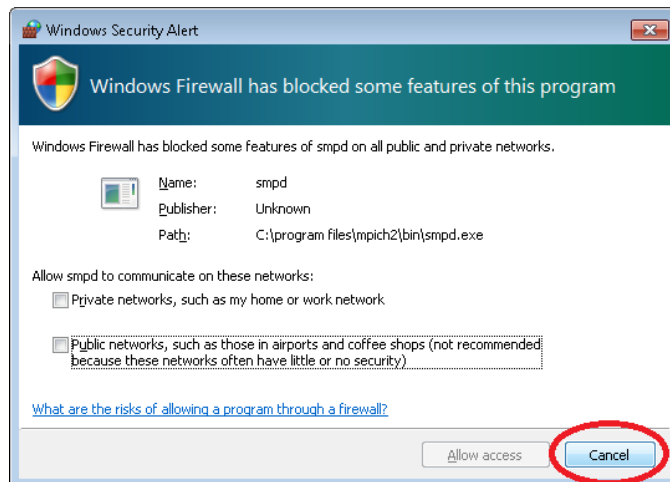 Windows Security Alert
Windows Firewall has blocked some features of this program
Windows Firewall has blocked some features of smpd on all public and private networks.
Name: smpd
Publisher: Unknown
Path: C:\program files\mpich2\bin\smpd.exe
Allow smpd to communicate on these networks:
Private networks, such as my home or work network
Public networks, such as those in airports and coffee shops (not recommended
because these networks often have little or no security)
What are the risks of allowing a program through a firewall?
Allow access Cancel